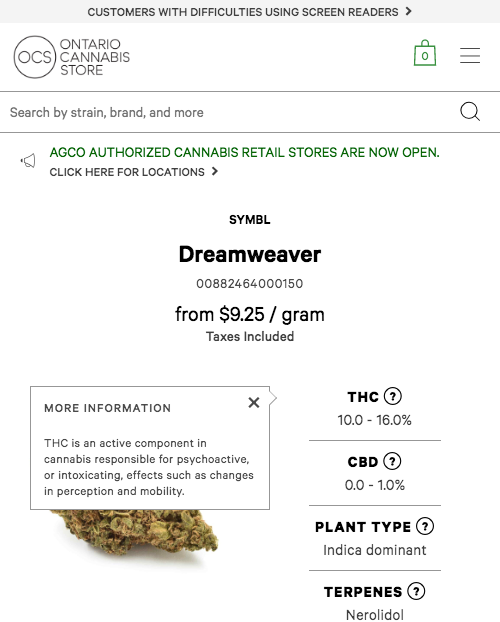 CUSTOMERS WITH DIFFICULTIES USING SCREEN READERS
OCS
ONTARIO
CANNABIS
STORE
0
Search by strain, brand, and more
AGCO AUTHORIZED CANNABIS RETAIL STORES ARE NOW OPEN.
CLICK HERE FOR LOCATIONS
SYMBL
Dreamweaver
00882464000150
from $9.25 / gram
Taxes Included
MORE INFORMATION
THC is an active component in
cannabis responsible for psychoactive,
or intoxicating, effects such as changes
in perception and mobility.
THC ?
10.0 - 16.0%
CBD ?
0.0 - 1.0%
PLANT TYPE ?
Indica dominant
TERPENES ?
Nerolidol